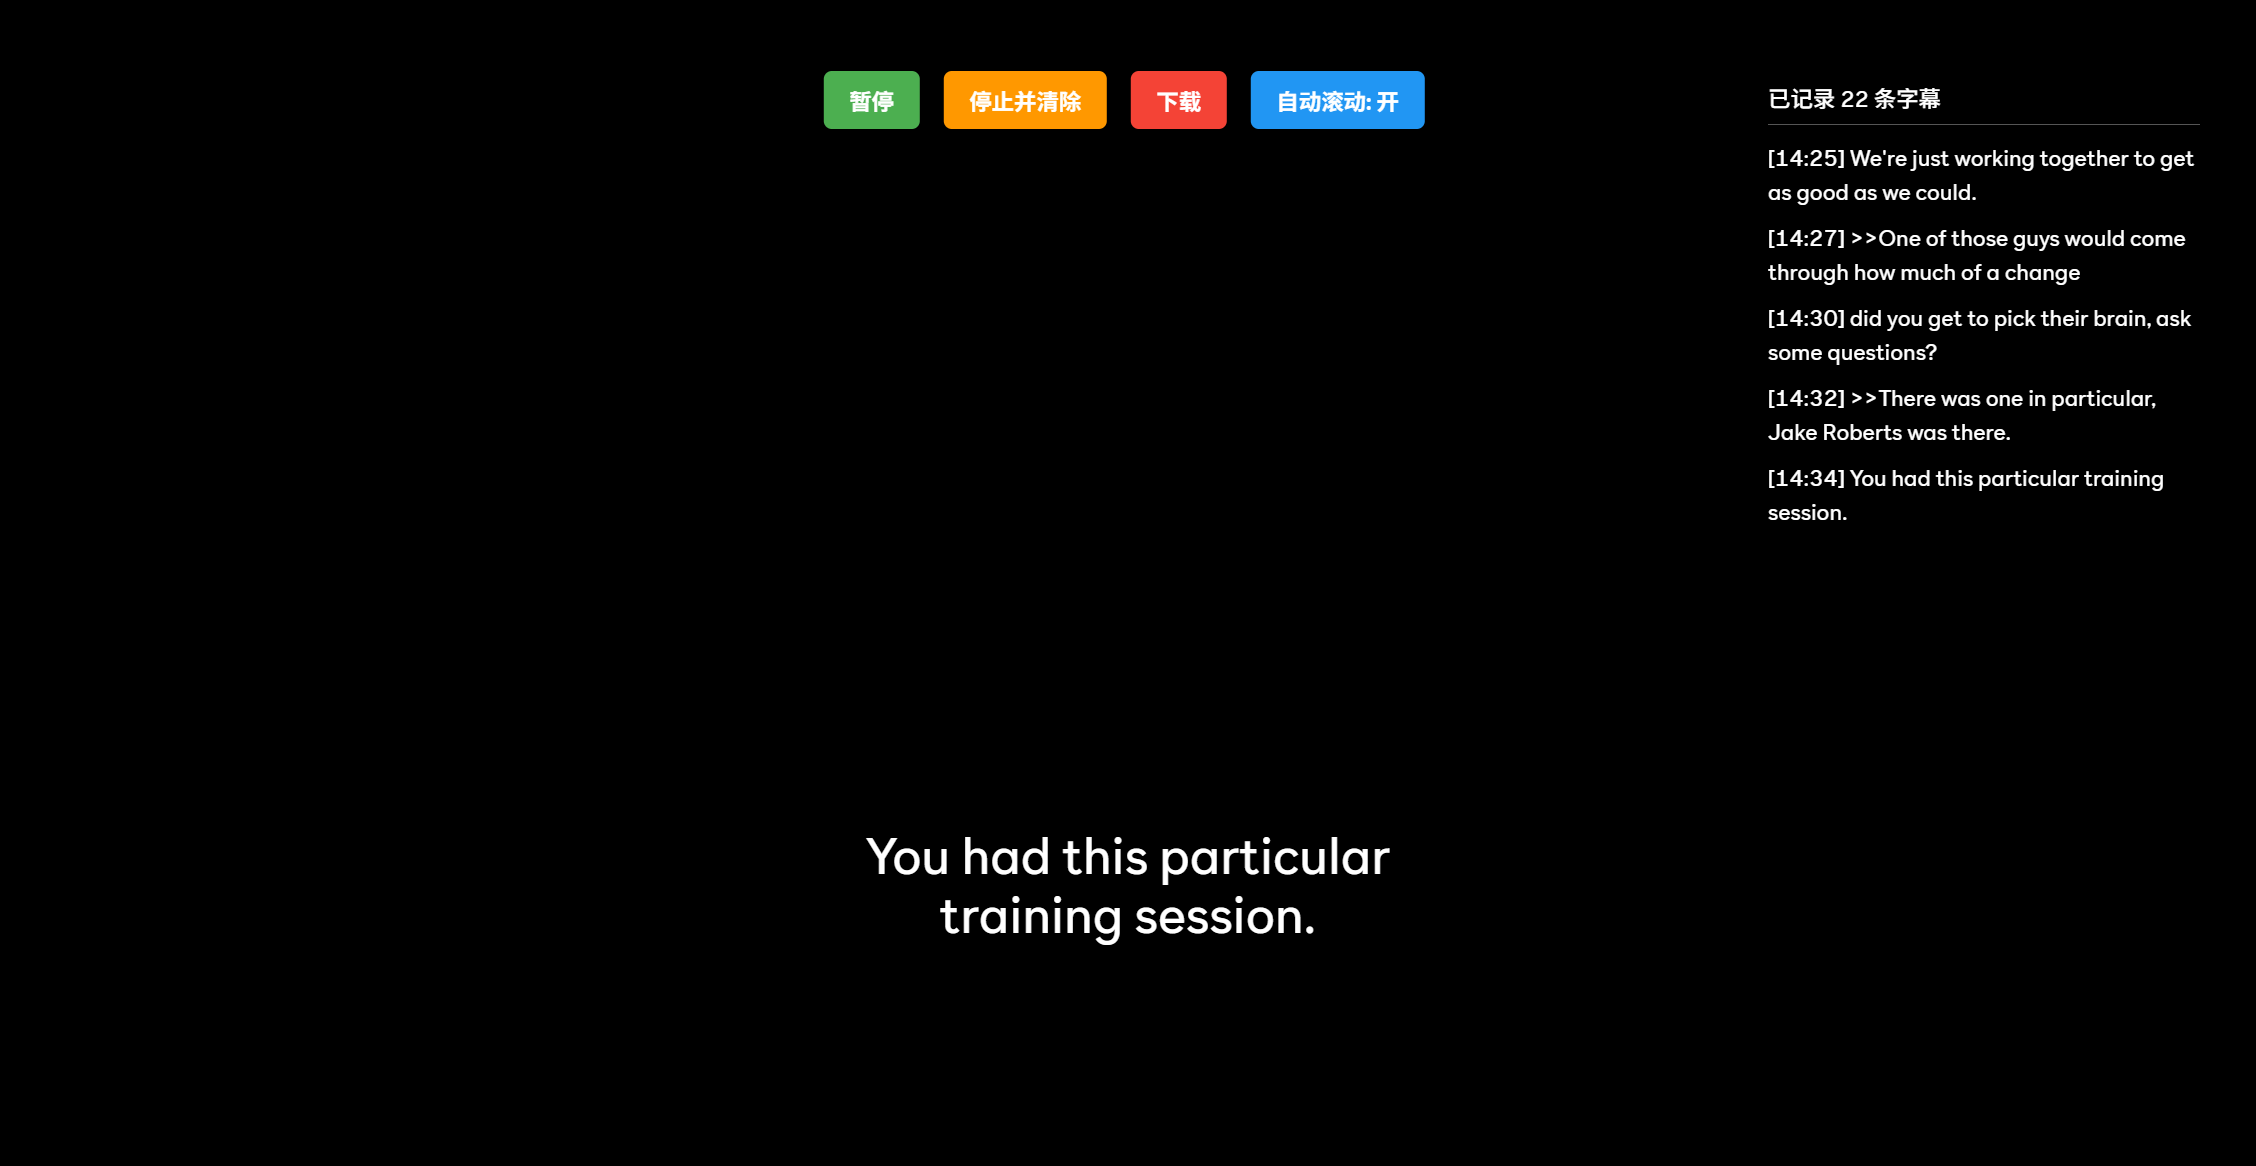 暂停
停止并清除
下载
自动滚动: 开
已记录 22 条字幕
[14:25] We're just working together to get
as good as we could.
[14:27] >>One of those guys would come
through how much of a change
[14:30] did you get to pick their brain, ask
some questions?
[14:32] >>There was one in particular,
Jake Roberts was there.
[14:34] You had this particular training
session.
You had this particular
training session.